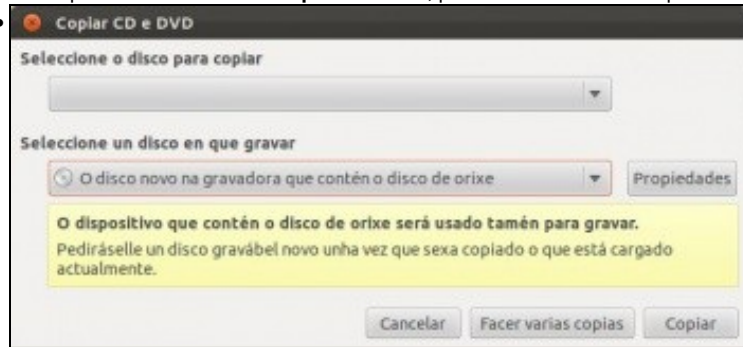 Copiar CD e DVD
Seleccione o disco para copiar
Seleccione un disco en que gravar
O disco novo na gravadora que contén o disco de orixe
Propiedades
O dispositivo que contén o disco de orixe será usado tamén para gravar.
Pediráselle un disco gravábel novo unha vez que sexa copiado o que está cargado
actualmente.
Cancelar
Facer varias copias
Copiar